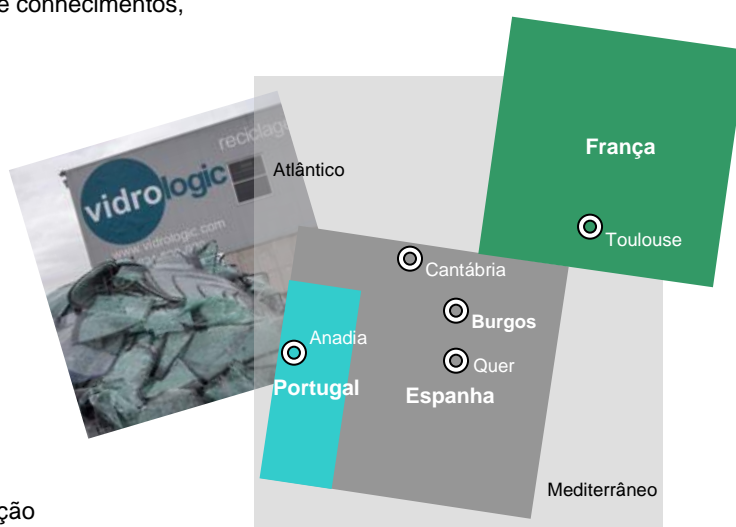 e conhecimentos,
França
reciclage
Atlântico
vidrologic
www.vidrologic.com
Toulouse
Cantábria
Burgos
Anadia
Quer
Portugal
Espanha
Mediterrâneo
ção